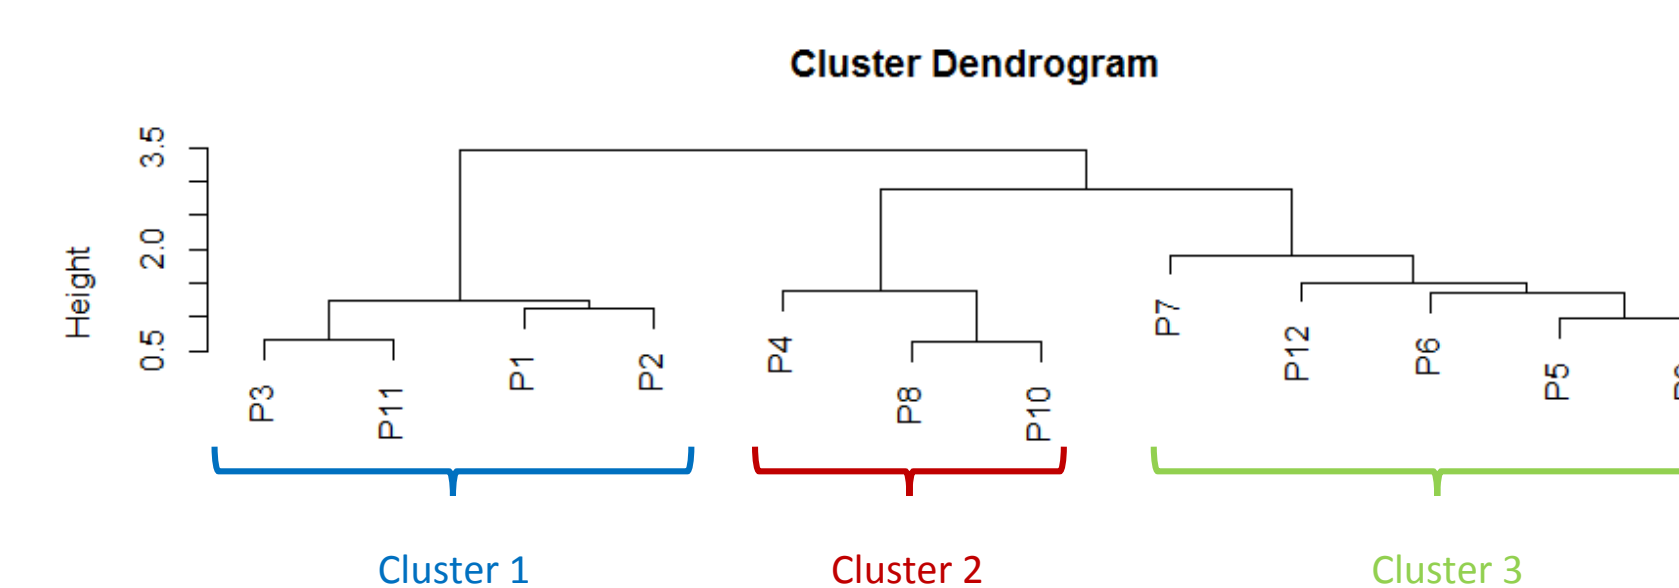 Cluster Dendrogram
Height
3.5
2.0
0.5
P3
P11
P1
P2
P4
P8
P10
P7
P12
P6
P5
Cluster 1
Cluster 2
Cluster 3